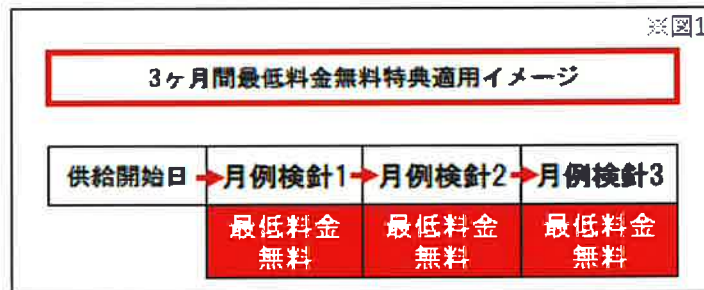 ※図1
3ヶ月間最低料金無料特典適用イメージ
供給開始日→月例検針1→月例検針2→月例検針3
最低料金 最低料金 最低料金
無料 無料 無料